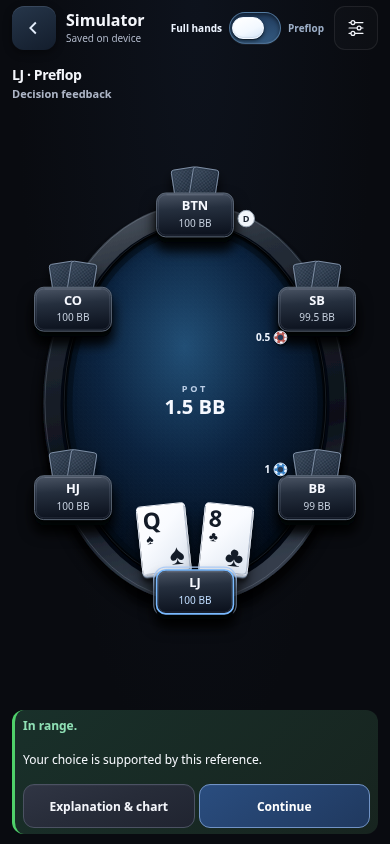 Simulator
Saved on device
Full hands
Preflop
LJ · Preflop
Decision feedback
BTN
100 BB
D
CO
100 BB
SB
99.5 BB
0.5
POT
1.5 BB
1
HJ
100 BB
BB
99 BB
Q
8
LJ
100 BB
In range.
Your choice is supported by this reference.
Explanation & chart
Continue